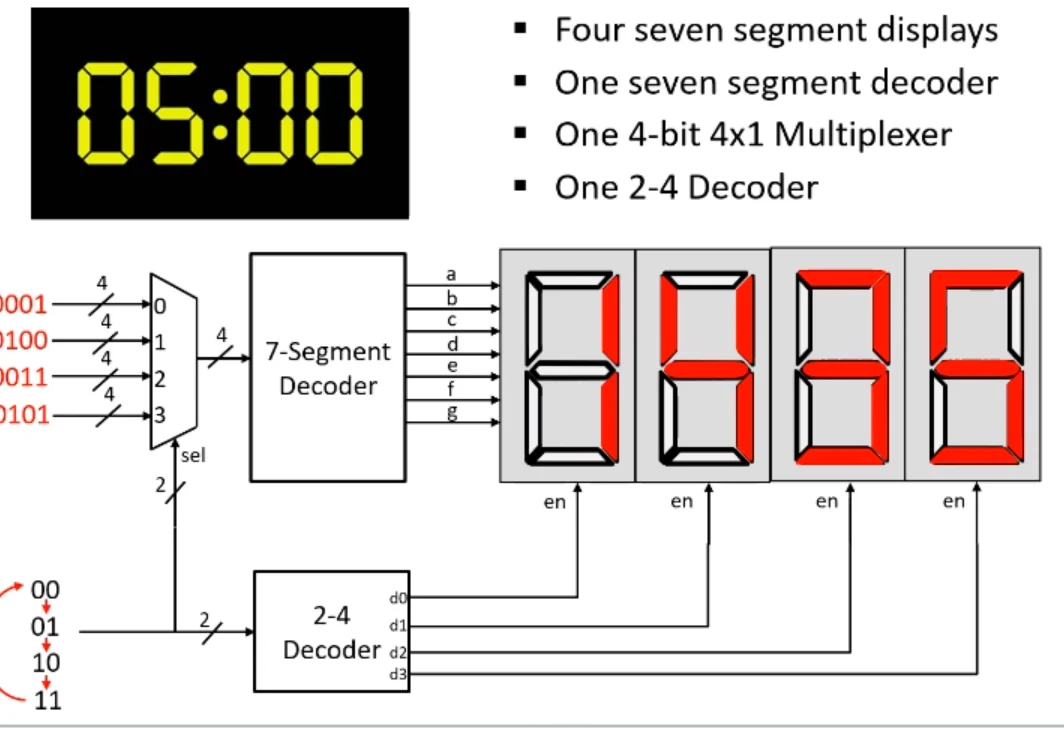 05:00
▪ Four seven segment displays
▪ One seven segment decoder
▪ One 4-bit 4x1 Multiplexer
▪ One 2-4 Decoder
0001
0100
0011
0101
4
4
4
4
0
1
2
3
sel
2
4
7-Segment
Decoder
a
b
c
d
e
f
g
1435
en
en
en
en
00
01
10
11
2
2-4
Decoder
d0
d1
d2
d3